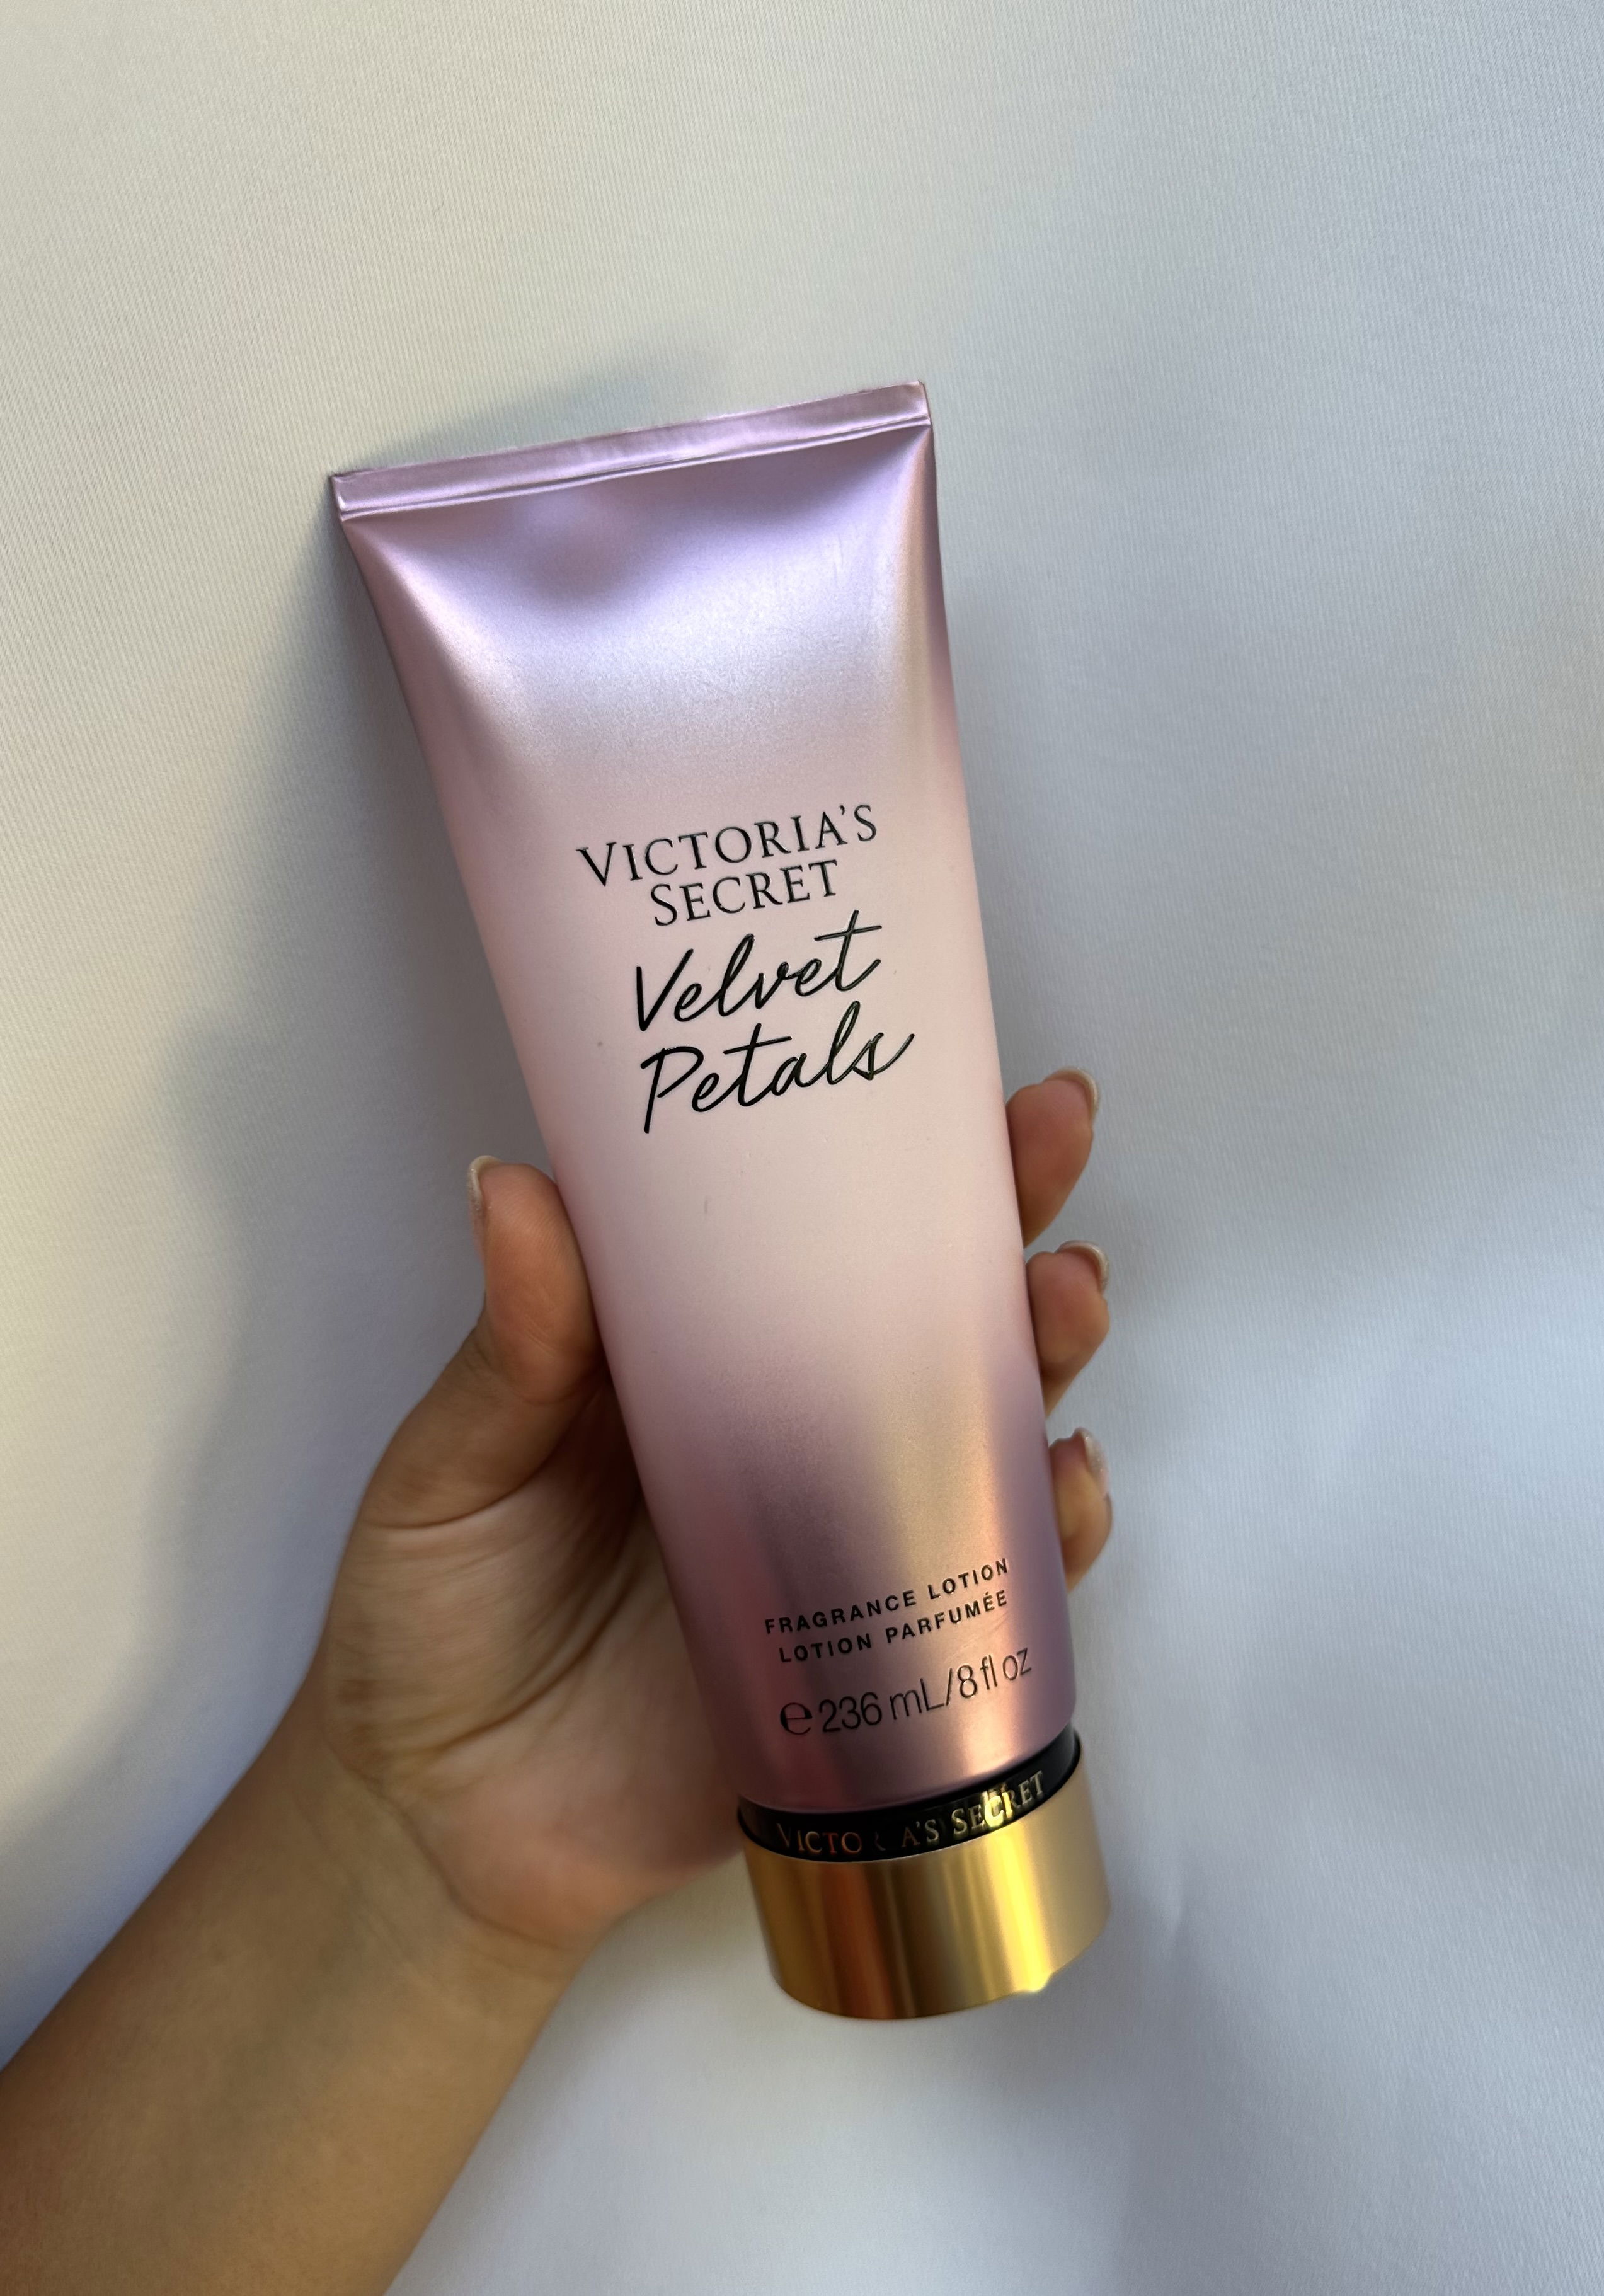 VICTORIA'S
SECRET
Velvet
Petals
FRAGRANCE LOTION
LOTION PARFUMÉE
℮ 236 mL/8 fl oz
VICTORIA'S SECRET